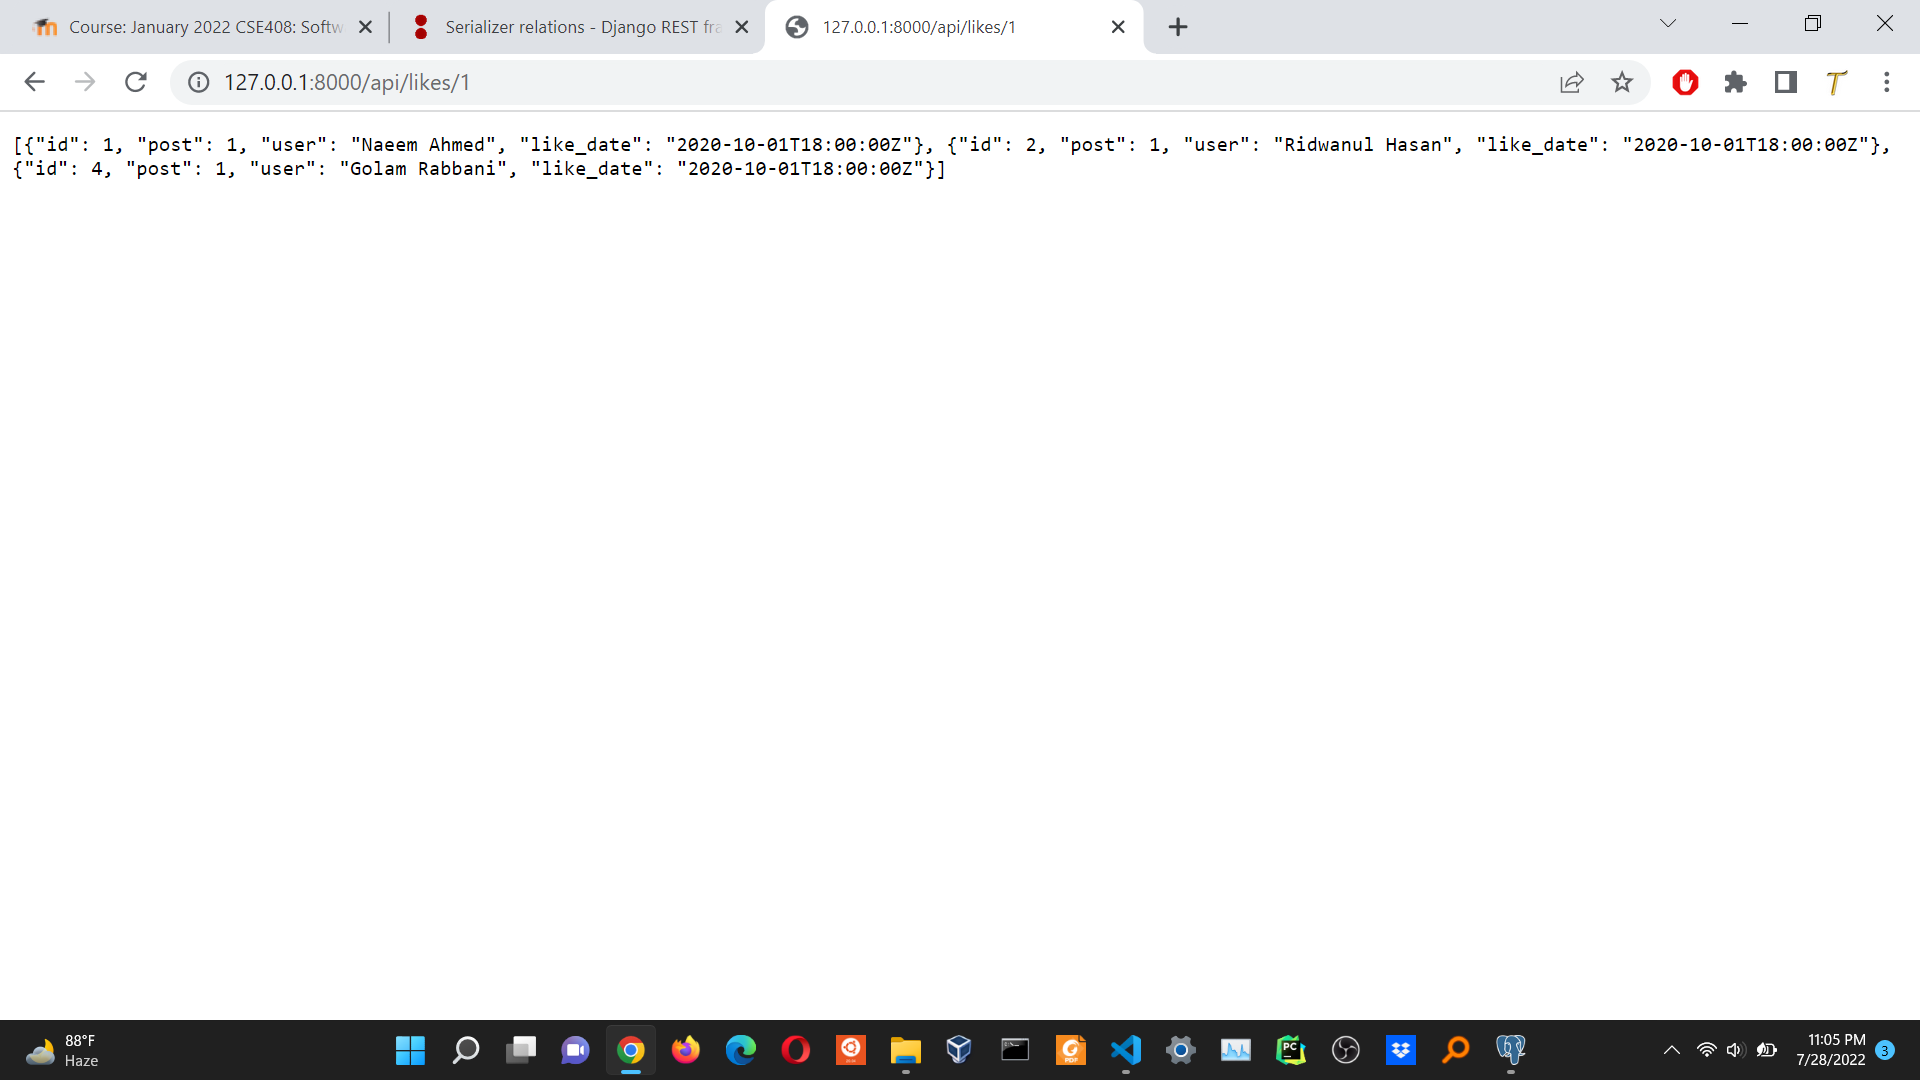 Course: January 2022 CSE408: Softw
Serializer relations - Django REST fra
127.0.0.1:8000/api/likes/1
127.0.0.1:8000/api/likes/1
[{"id": 1, "post": 1, "user": "Naeem Ahmed", "like_date": "2020-10-01T18:00:00Z"}, {"id": 2, "post": 1, "user": "Ridwanul Hasan", "like_date": "2020-10-01T18:00:00Z"},
{"id": 4, "post": 1, "user": "Golam Rabbani", "like_date": "2020-10-01T18:00:00Z"}]
88°F
Haze
11:05 PM
7/28/2022
3